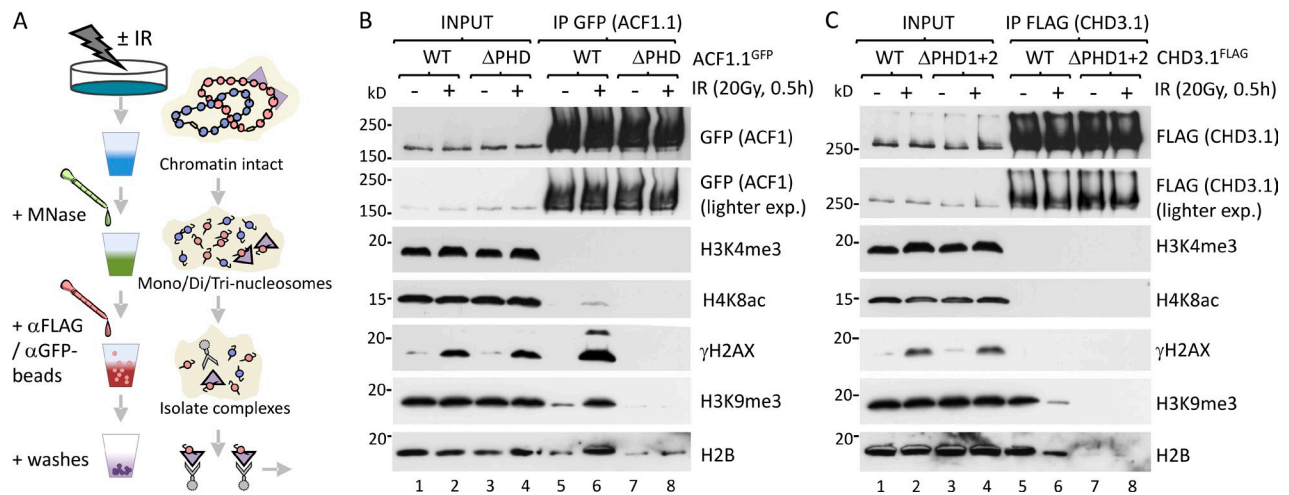 A
± IR
Chromatin intact
+ MNase
Mono/Di/Tri-nucleosomes
+ αFLAG
/ αGFP-
beads
Isolate complexes
+ washes
B
INPUT IP GFP (ACF1.1)
WT ΔPHD WT ΔPHD ACF1.1GFP
kD - + - + - + - + IR (20Gy, 0.5h)
250-
150-
GFP (ACF1)
250-
150-
GFP (ACF1)
(lighter exp.)
20-
H3K4me3
15-
H4K8ac
20-
γH2AX
20-
H3K9me3
20-
H2B
1 2 3 4 5 6 7 8
C
INPUT IP FLAG (CHD3.1)
WT ΔPHD1+2 WT ΔPHD1+2 CHD3.1FLAG
kD - + - + - + - + IR (20Gy, 0.5h)
250-
FLAG (CHD3.1)
250-
FLAG (CHD3.1)
(lighter exp.)
20-
H3K4me3
15-
H4K8ac
20-
γH2AX
20-
H3K9me3
20-
H2B
1 2 3 4 5 6 7 8